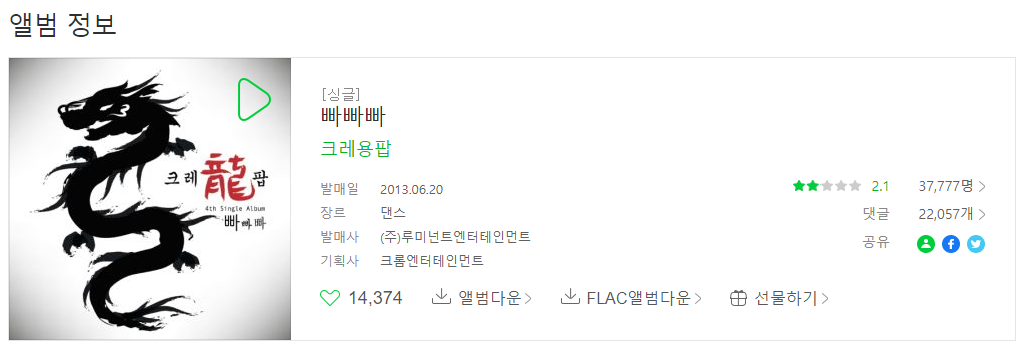 앨범 정보
크레 龍 팝
4th Single Album
빠빠빠
[싱글]
빠빠빠
크레용팝
발매일 2013.06.20
장르 댄스
발매사 (주)루미넌트엔터테인먼트
기획사 크롬엔터테인먼트
2.1 37,777명
댓글 22,057개
공유
14,374 앨범다운 FLAC앨범다운 선물하기